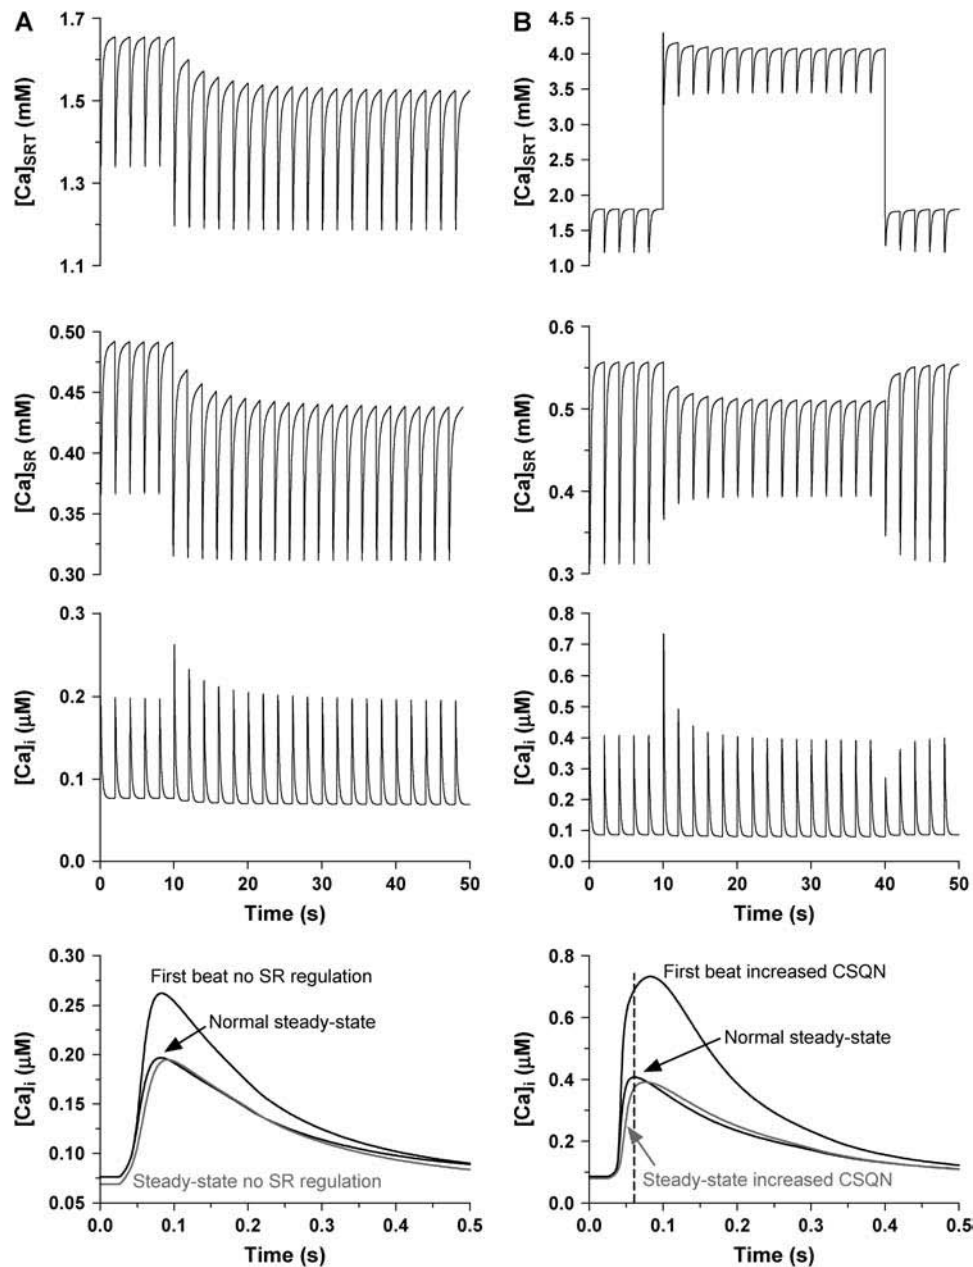 A
B
[Ca]SRT (mM)
1.7
1.5
1.3
1.1
[Ca]SRT (mM)
4.5
4.0
3.5
3.0
2.5
2.0
1.5
1.0
[Ca]SR (mM)
0.50
0.45
0.40
0.35
0.30
[Ca]SR (mM)
0.6
0.5
0.4
0.3
[Ca]i (μM)
0.3
0.2
0.1
0.0
0 10 20 30 40 50
Time (s)
[Ca]i (μM)
0.8
0.7
0.6
0.5
0.4
0.3
0.2
0.1
0.0
0 10 20 30 40 50
Time (s)
[Ca]i (μM)
0.30
0.25
0.20
0.15
0.10
0.05
First beat no SR regulation
Normal steady-state
Steady-state no SR regulation
0.0 0.1 0.2 0.3 0.4 0.5
Time (s)
[Ca]i (μM)
0.8
0.6
0.4
0.2
0.0
First beat increased CSQN
Normal steady-state
Steady-state increased CSQN
0.0 0.1 0.2 0.3 0.4 0.5
Time (s)